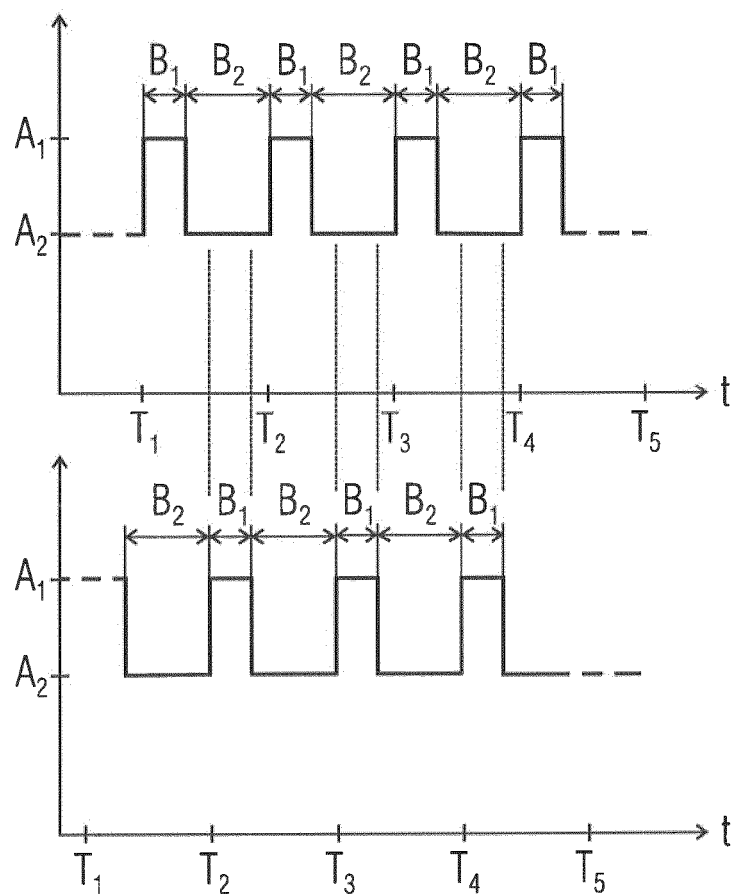 B₁ B₂ B₁ B₂ B₁ B₂ B₁
A₁
A₂
t
T₁ T₂ T₃ T₄ T₅
B₂ B₁ B₂ B₁ B₂ B₁
A₁
A₂
t
T₁ T₂ T₃ T₄ T₅